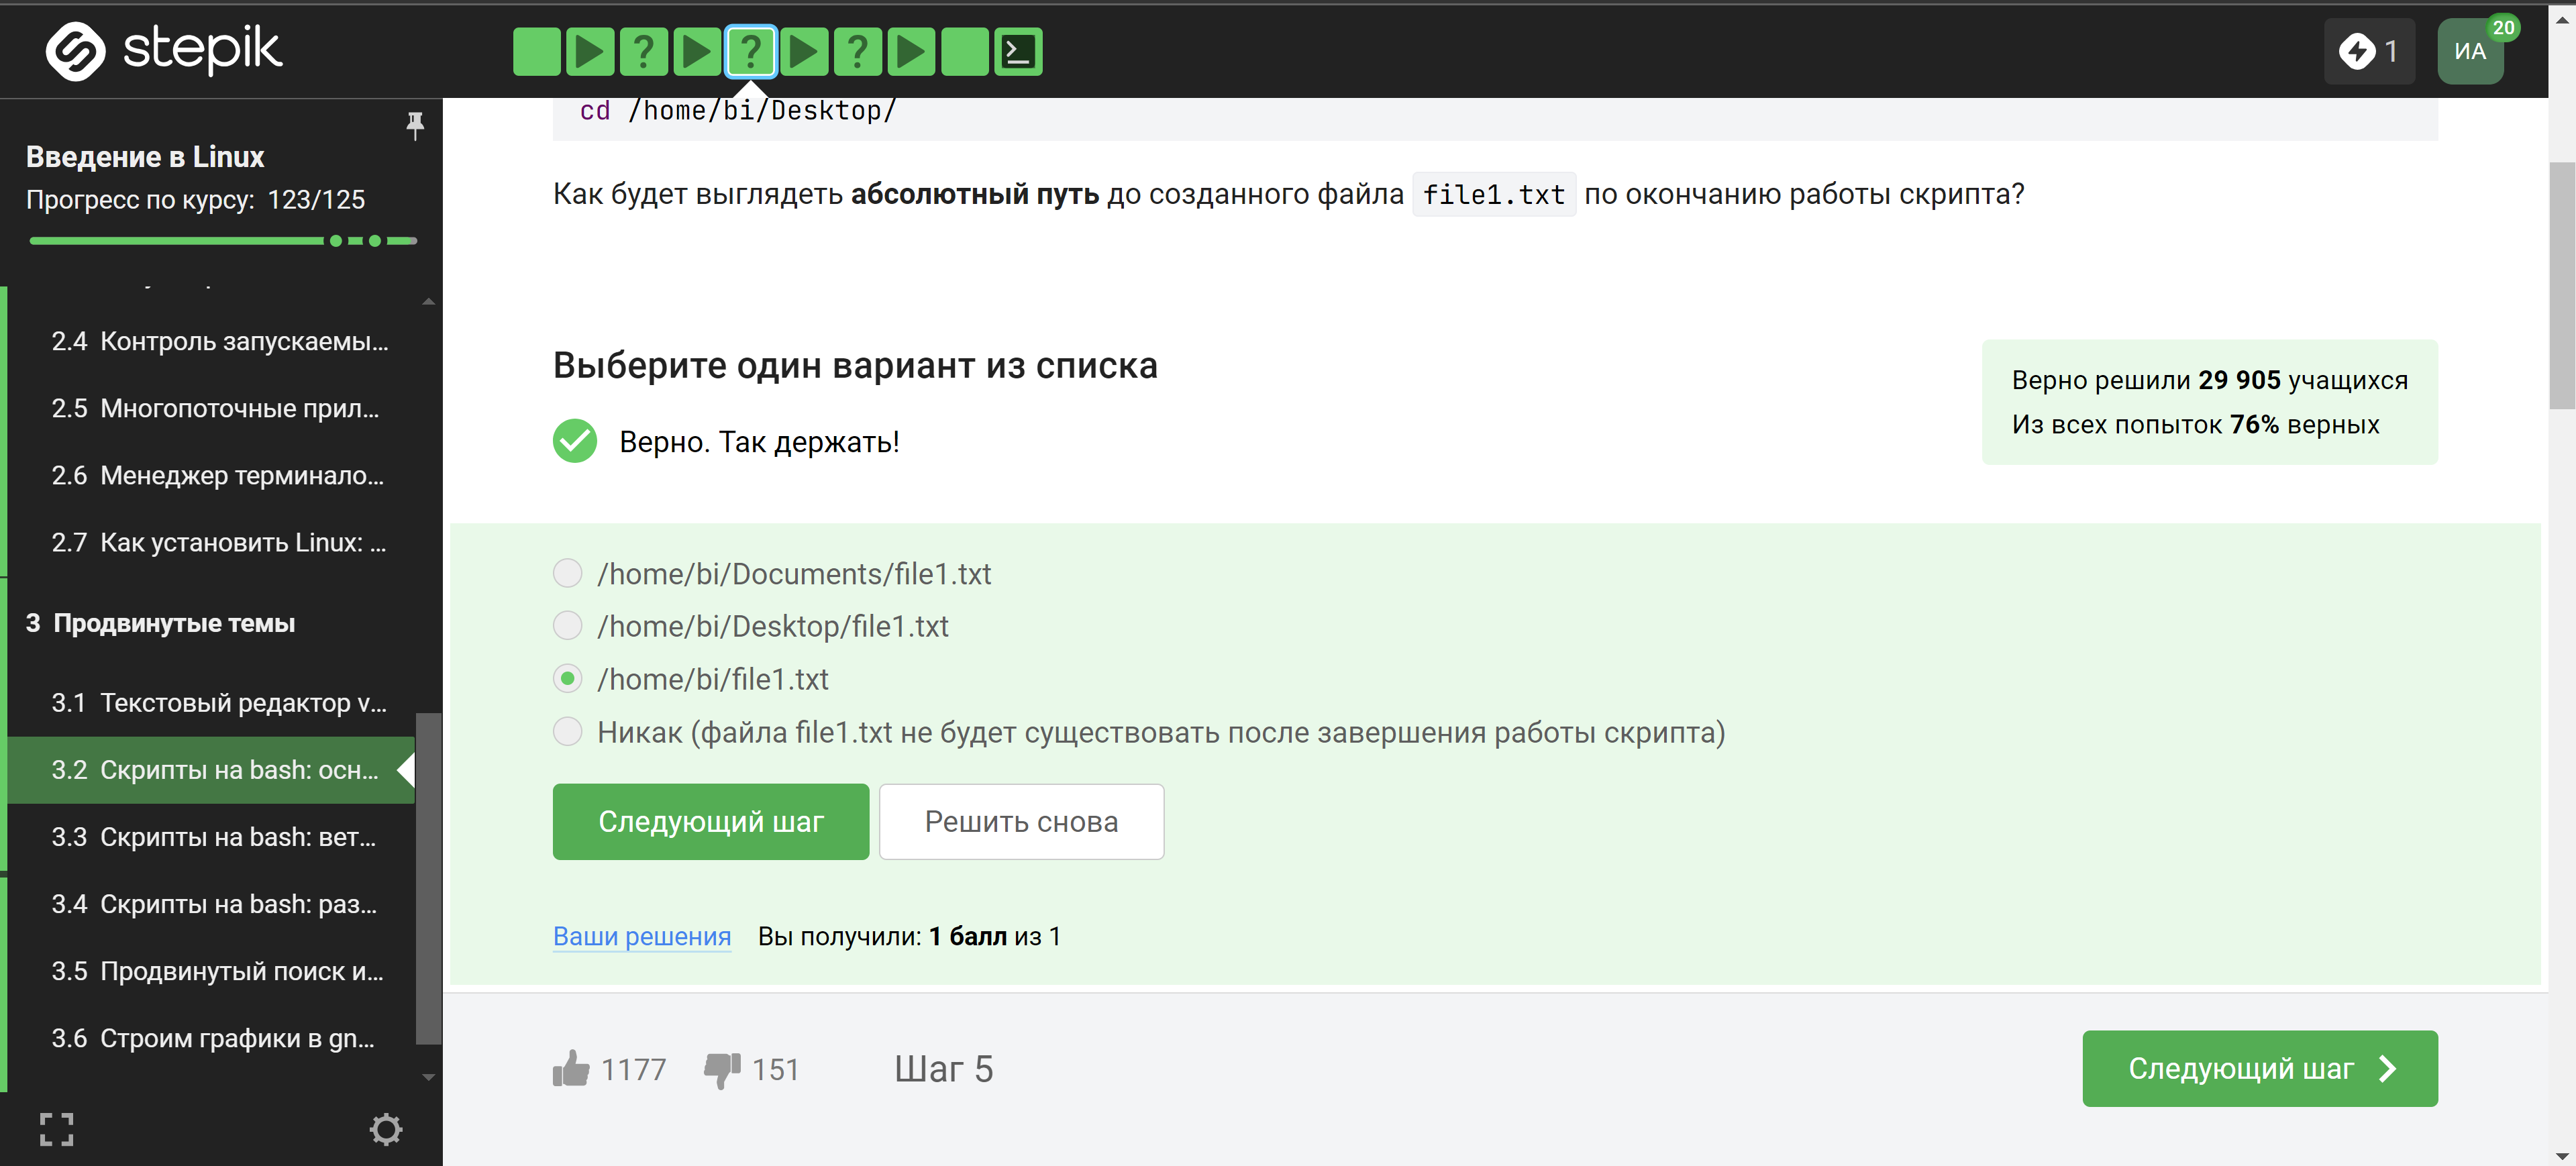 stepik
1
ИА
20
Введение в Linux
Прогресс по курсу: 123/125
2.4 Контроль запускаемы...
2.5 Многопоточные прил...
2.6 Менеджер терминало...
2.7 Как установить Linux: ...
3 Продвинутые темы
3.1 Текстовый редактор v...
3.2 Скрипты на bash: осн...
3.3 Скрипты на bash: вет...
3.4 Скрипты на bash: раз...
3.5 Продвинутый поиск и...
3.6 Строим графики в gn...
cd /home/bi/Desktop/
Как будет выглядеть абсолютный путь до созданного файла file1.txt по окончанию работы скрипта?
Выберите один вариант из списка
Верно. Так держать!
Верно решили 29 905 учащихся
Из всех попыток 76% верных
/home/bi/Documents/file1.txt
/home/bi/Desktop/file1.txt
/home/bi/file1.txt
Никак (файла file1.txt не будет существовать после завершения работы скрипта)
Следующий шаг
Решить снова
Ваши решения Вы получили: 1 балл из 1
1177
151
Шаг 5
Следующий шаг